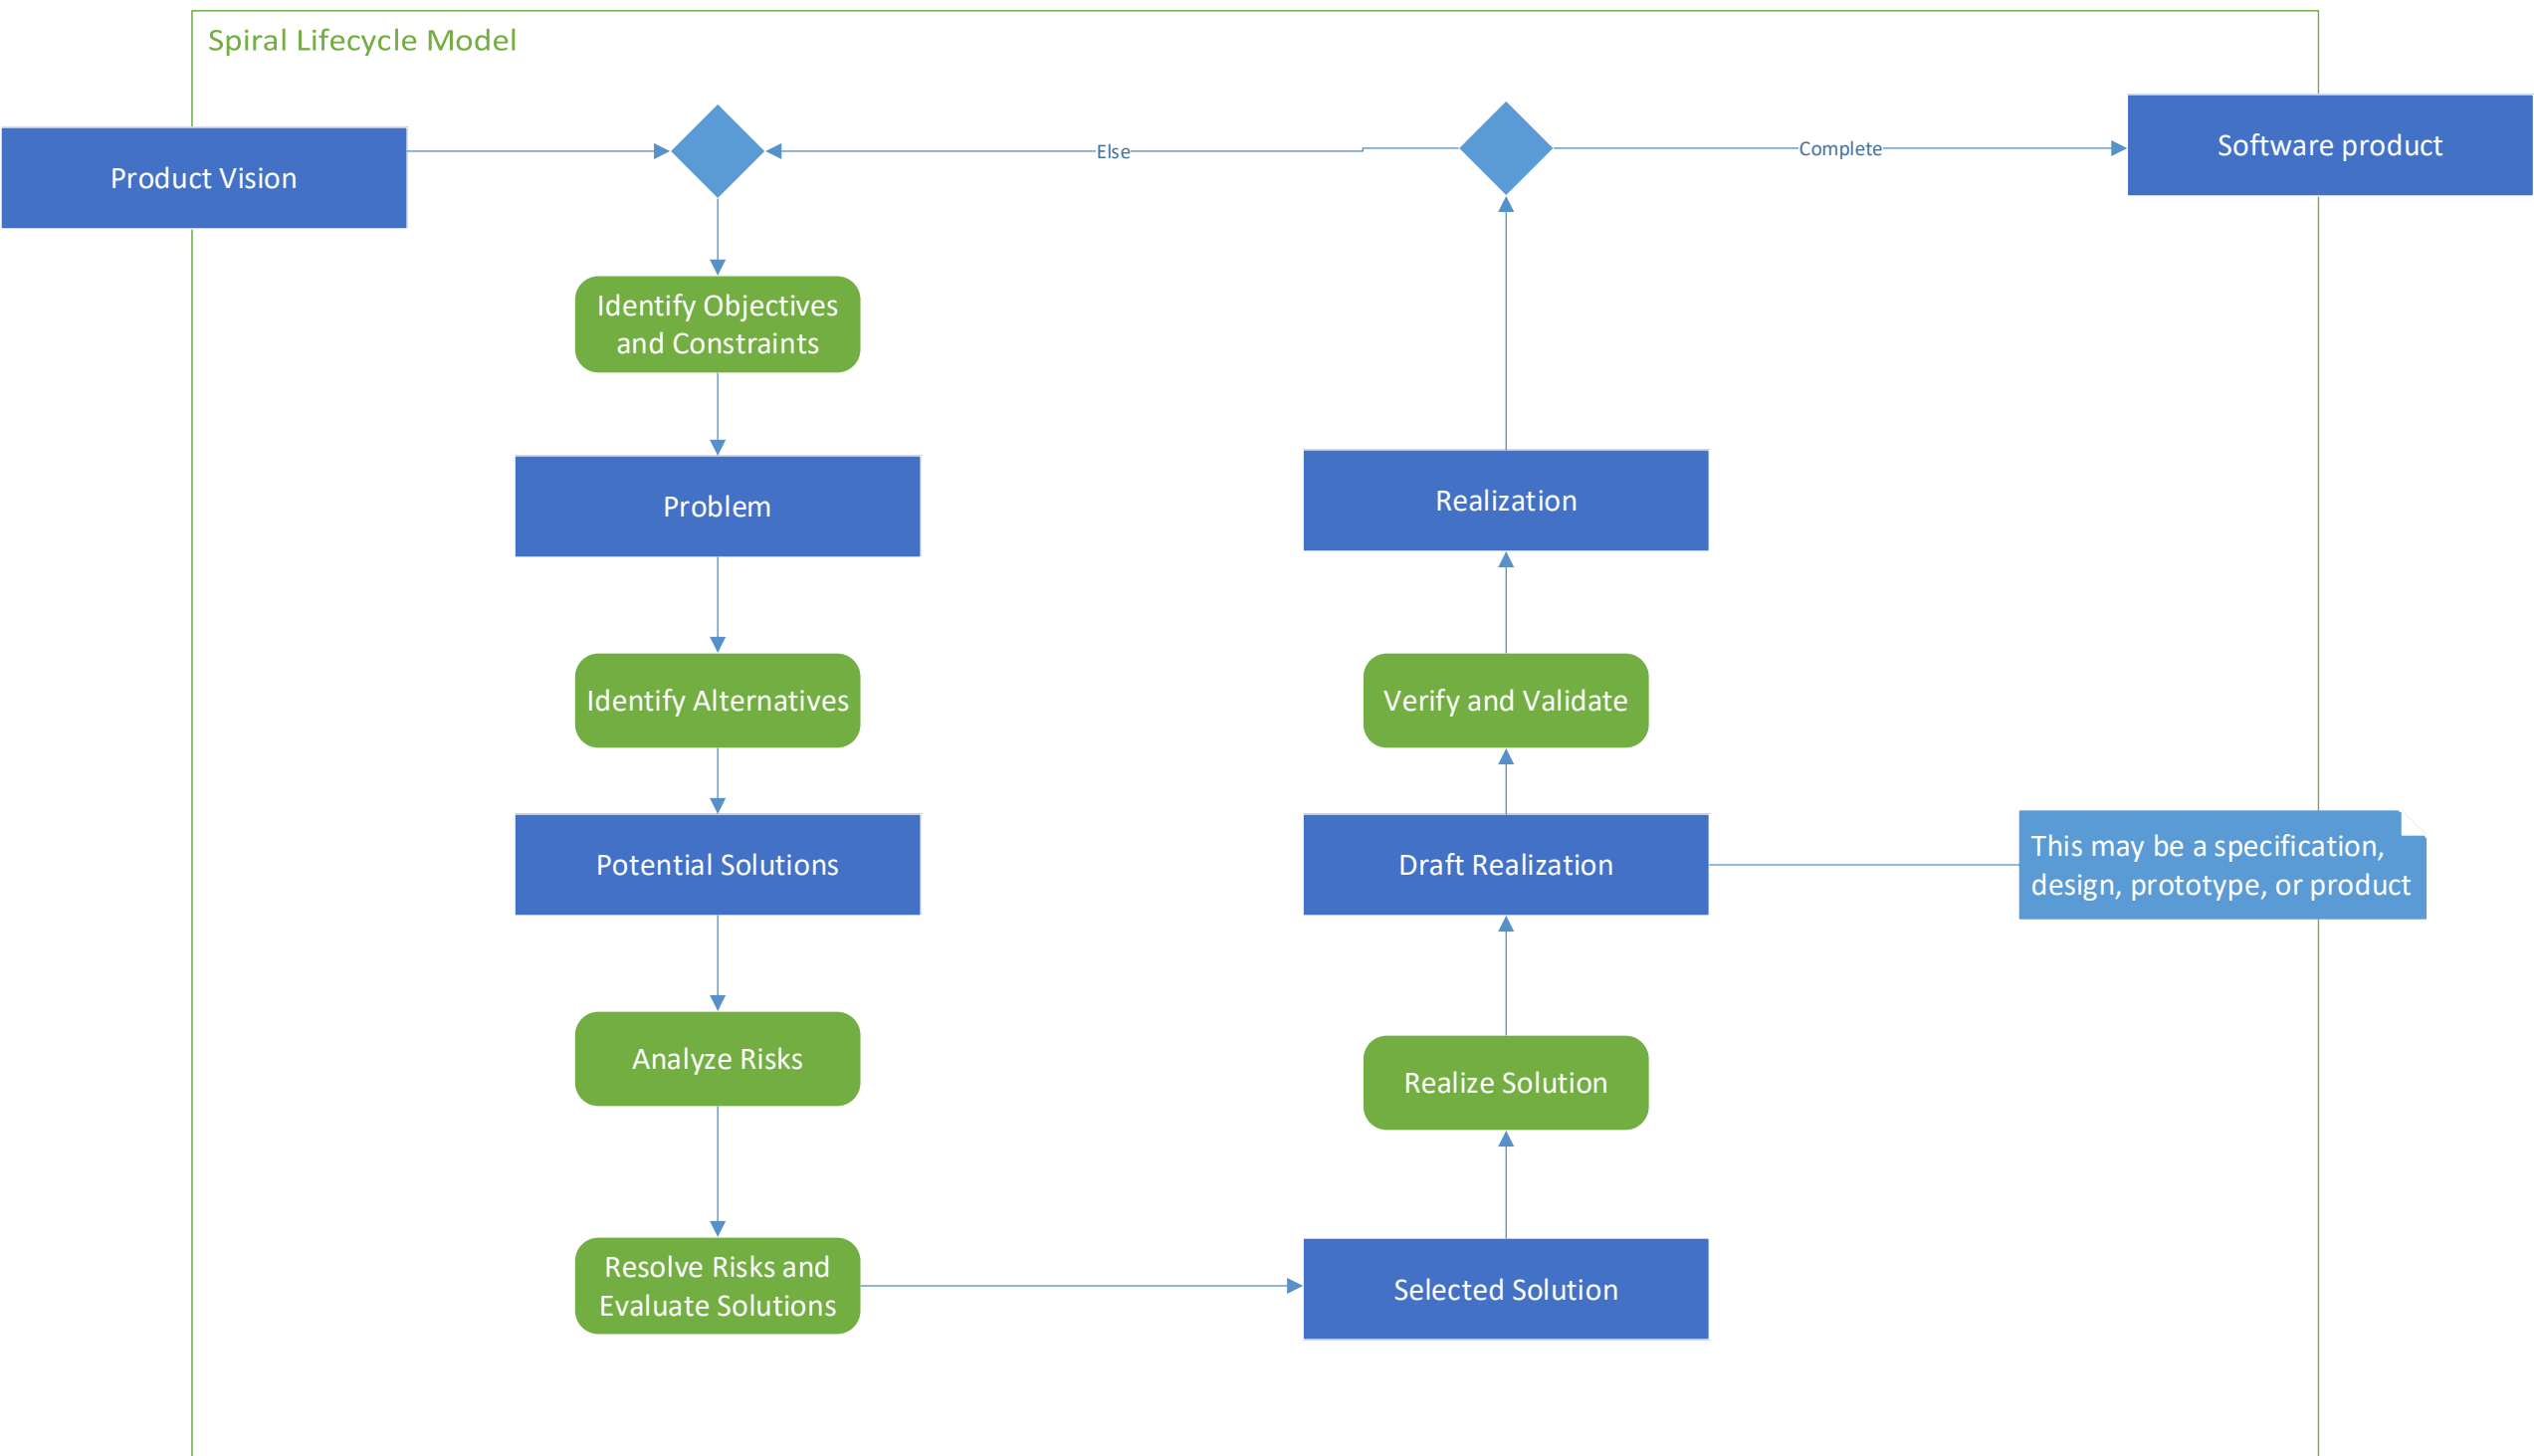 Spiral Lifecycle Model
Product Vision
Else
Complete
Software product
Identify Objectives
and Constraints
Problem
Realization
Identify Alternatives
Verify and Validate
Potential Solutions
Draft Realization
This may be a specification,
design, prototype, or product
Analyze Risks
Realize Solution
Resolve Risks and
Evaluate Solutions
Selected Solution